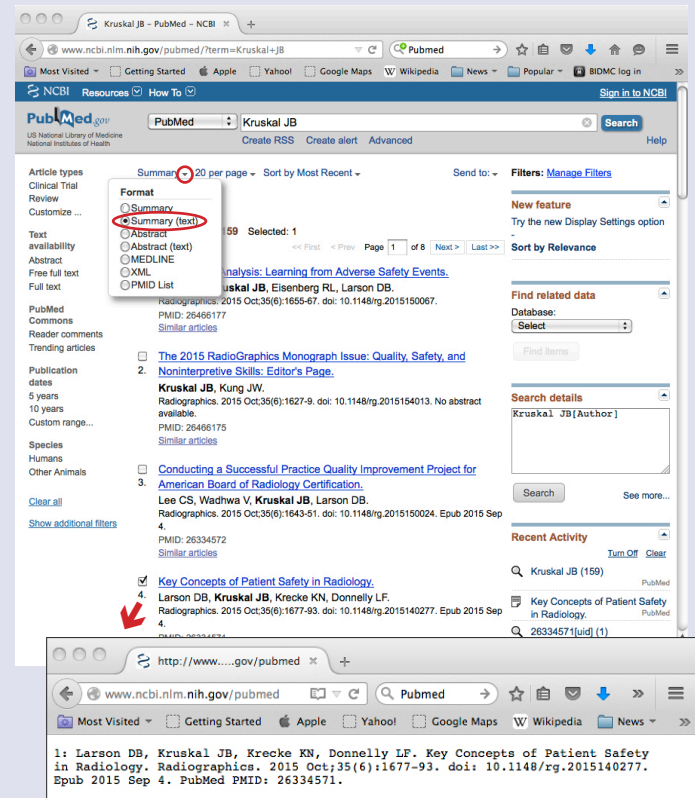 Kruskal JB - PubMed - NCBI
www.ncbi.nlm.nih.gov/pubmed/?term=Kruskal+JB
Pubmed
Most Visited
Getting Started
Apple
Yahoo!
Google Maps
W Wikipedia
News
Popular
BIDMC log in
NCBI Resources How To
Sign in to NCBI
PubMed.gov
US National Library of Medicine
National Institutes of Health
PubMed
Kruskal JB
Search
Create RSS Create alert Advanced
Help
Article types
Clinical Trial
Review
Customize ...
Text
availability
Abstract
Free full text
Full text
PubMed
Commons
Reader comments
Trending articles
Publication
dates
5 years
10 years
Custom range...
Species
Humans
Other Animals
Clear all
Show additional filters
Summary 20 per page Sort by Most Recent
Send to:
Format
Summary
Summary (text)
Abstract
Abstract (text)
MEDLINE
XML
PMID List
159 Selected: 1
<< First < Prev Page 1 of 8 Next > Last >>
nalysis: Learning from Adverse Safety Events.
uskal JB, Eisenberg RL, Larson DB.
Radiographics. 2015 Oct;35(6):1655-67. doi: 10.1148/rg.2015150067.
PMID: 26466177
Similar articles
The 2015 RadioGraphics Monograph Issue: Quality, Safety, and
2. Noninterpretive Skills: Editor's Page.
Kruskal JB, Kung JW.
Radiographics. 2015 Oct;35(6):1627-9. doi: 10.1148/rg.2015154013. No abstract
available.
PMID: 26466175
Similar articles
Conducting a Successful Practice Quality Improvement Project for
3. American Board of Radiology Certification.
Lee CS, Wadhwa V, Kruskal JB, Larson DB.
Radiographics. 2015 Oct;35(6):1643-51. doi: 10.1148/rg.2015150024. Epub 2015 Sep
4.
PMID: 26334572
Similar articles
Key Concepts of Patient Safety in Radiology.
4. Larson DB, Kruskal JB, Krecke KN, Donnelly LF.
Radiographics. 2015 Oct;35(6):1677-93. doi: 10.1148/rg.2015140277. Epub 2015 Sep
4.
PMID: 26334571
Filters: Manage Filters
New feature
Try the new Display Settings option
-
Sort by Relevance
Find related data
Database:
Select
Find items
Search details
Kruskal JB[Author]
Search
See more...
Recent Activity
Turn Off Clear
Kruskal JB (159)
PubMed
Key Concepts of Patient Safety
in Radiology.
PubMed
26334571[uid] (1)
http://www.....gov/pubmed
www.ncbi.nlm.nih.gov/pubmed
Pubmed
Most Visited
Getting Started
Apple
Yahoo!
Google Maps
W Wikipedia
News
1: Larson DB, Kruskal JB, Krecke KN, Donnelly LF. Key Concepts of Patient Safety
in Radiology. Radiographics. 2015 Oct;35(6):1677-93. doi: 10.1148/rg.2015140277.
Epub 2015 Sep 4. PubMed PMID: 26334571.